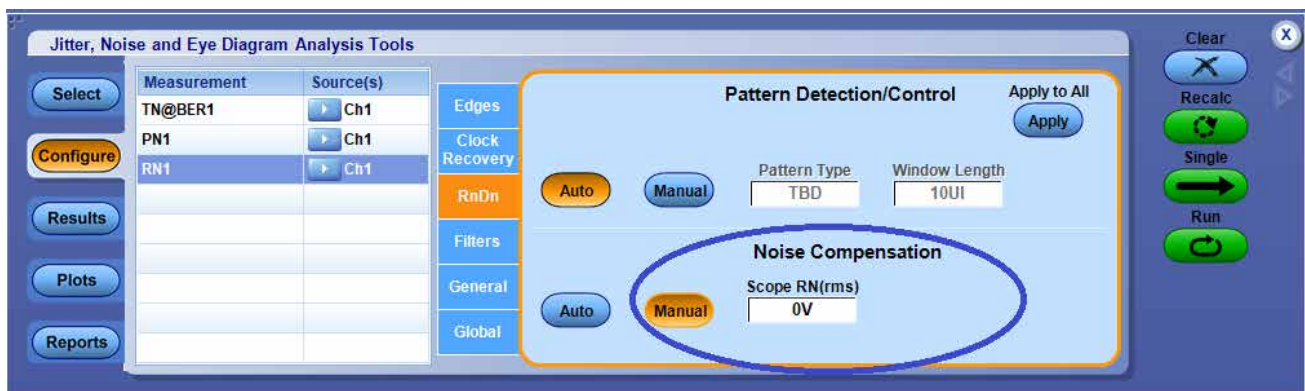 Jitter, Noise and Eye Diagram Analysis Tools
Clear
X
Select
Configure
Results
Plots
Reports
Measurement Source(s)
TN@BER1 Ch1
PN1 Ch1
RN1 Ch1
Edges
Clock
Recovery
RnDn
Filters
General
Global
Pattern Detection/Control
Apply to All
Apply
Auto Manual
Pattern Type Window Length
TBD 10UI
Noise Compensation
Auto Manual
Scope RN(rms)
0V
Recalc
Single
Run